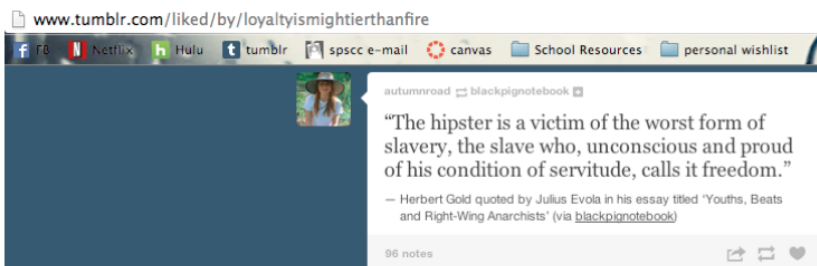 www.tumblr.com/liked/by/loyaltyismightierthanfire
FB Netflix Hulu tumblr spscc e-mail canvas School Resources personal wishlist
autumnroad blackpignotebook
“The hipster is a victim of the worst form of
slavery, the slave who, unconscious and proud
of his condition of servitude, calls it freedom.”
— Herbert Gold quoted by Julius Evola in his essay titled ‘Youths, Beats
and Right-Wing Anarchists’ (via blackpignotebook)
96 notes